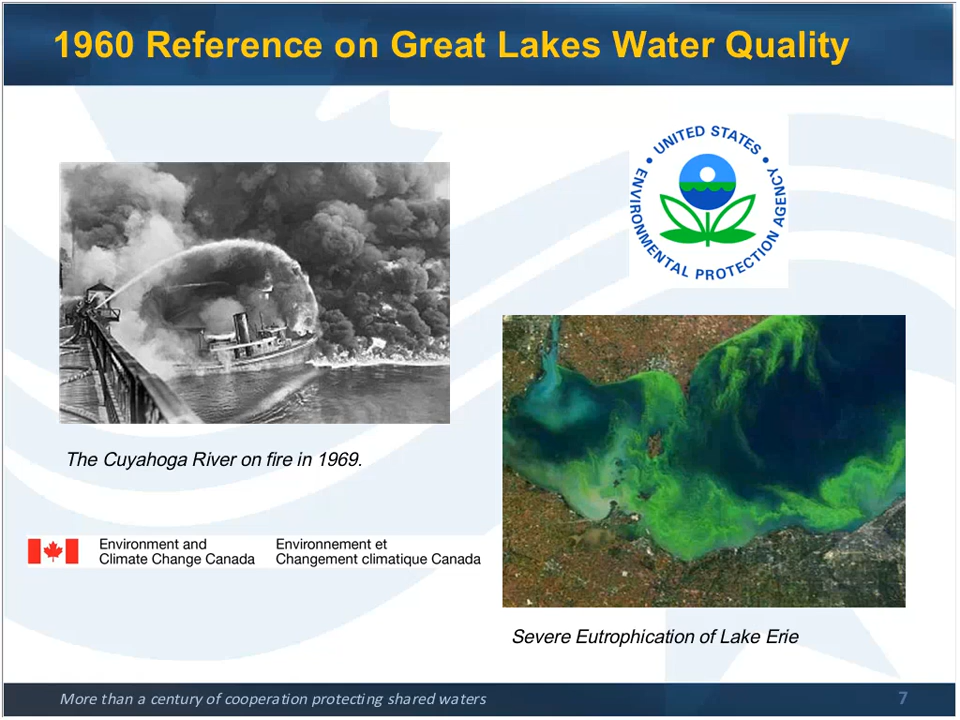 1960 Reference on Great Lakes Water Quality
UNITED STATES
ENVIRONMENTAL PROTECTION AGENCY
The Cuyahoga River on fire in 1969.
Environment and
Climate Change Canada
Environnement et
Changement climatique Canada
Severe Eutrophication of Lake Erie
More than a century of cooperation protecting shared waters
7